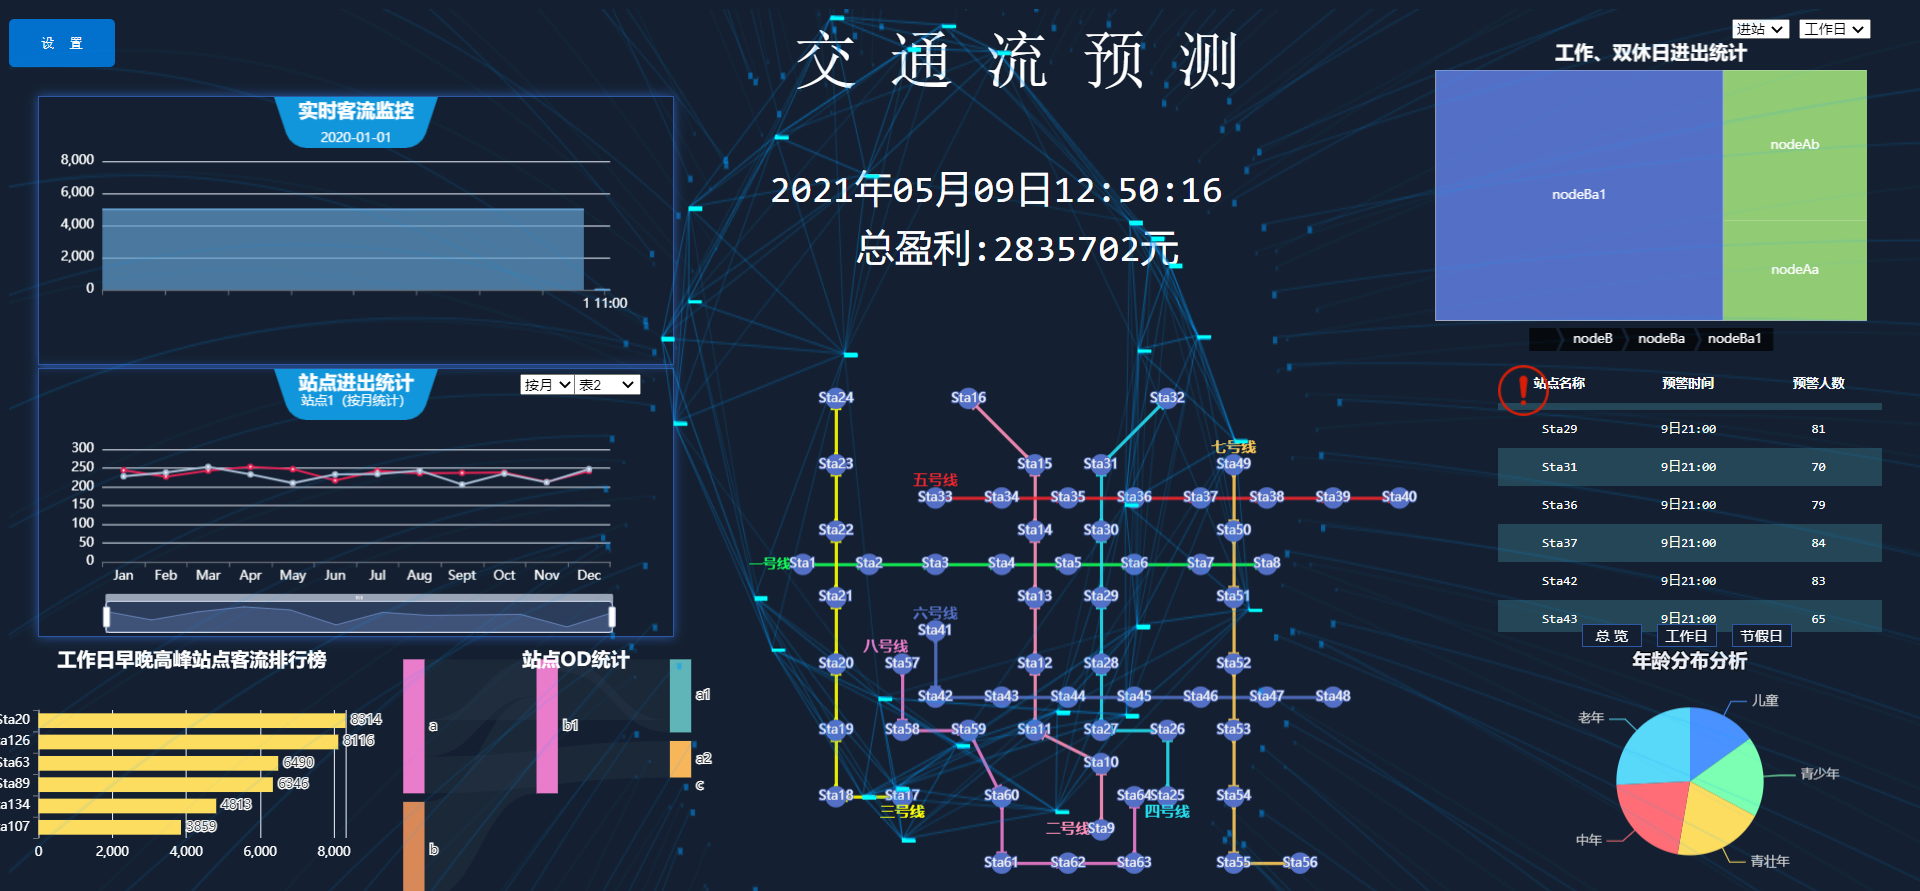 设 置
交通流预测
进站
工作日
工作、双休日进出统计
实时客流监控
2020-01-01
8,000
6,000
4,000
2,000
0
1 11:00
2021年05月09日12:50:16
总盈利:2835702元
nodeBa1
nodeAb
nodeAa
nodeB
nodeBa
nodeBa1
站点进出统计
站点1（按月统计）
按月
表2
300
250
200
150
100
50
0
Jan Feb Mar Apr May Jun Jul Aug Sept Oct Nov Dec
站点名称 预警时间 预警人数
Sta29 9日21:00 81
Sta31 9日21:00 70
Sta36 9日21:00 79
Sta37 9日21:00 84
Sta42 9日21:00 83
Sta43 9日21:00 65
总 览
工作日
节假日
Sta24 Sta16 Sta32
七号线
Sta23 Sta15 Sta31 Sta49
五号线
Sta33 Sta34 Sta35 Sta36 Sta37 Sta38 Sta39 Sta40
Sta22 Sta14 Sta30 Sta50
一号线 Sta1 Sta2 Sta3 Sta4 Sta5 Sta6 Sta7 Sta8
Sta21 Sta13 Sta29 Sta51
六号线
Sta41
八号线
Sta20 Sta57 Sta12 Sta28 Sta52
Sta42 Sta43 Sta44 Sta45 Sta46 Sta47 Sta48
Sta19 Sta58 Sta59 Sta11 Sta27 Sta26 Sta53
Sta10
Sta18 Sta17 Sta60 Sta64 Sta25 Sta54
三号线 四号线
二号线 Sta9
Sta61 Sta62 Sta63 Sta55 Sta56
工作日早晚高峰站点客流排行榜
Sta20 8314
ta126 8116
Sta63 6490
Sta89 6346
ta134 4813
ta107 3859
0 2,000 4,000 6,000 8,000
站点OD统计
a
b
b1
a1
a2
c
年龄分布分析
儿童
青少年
青壮年
中年
老年